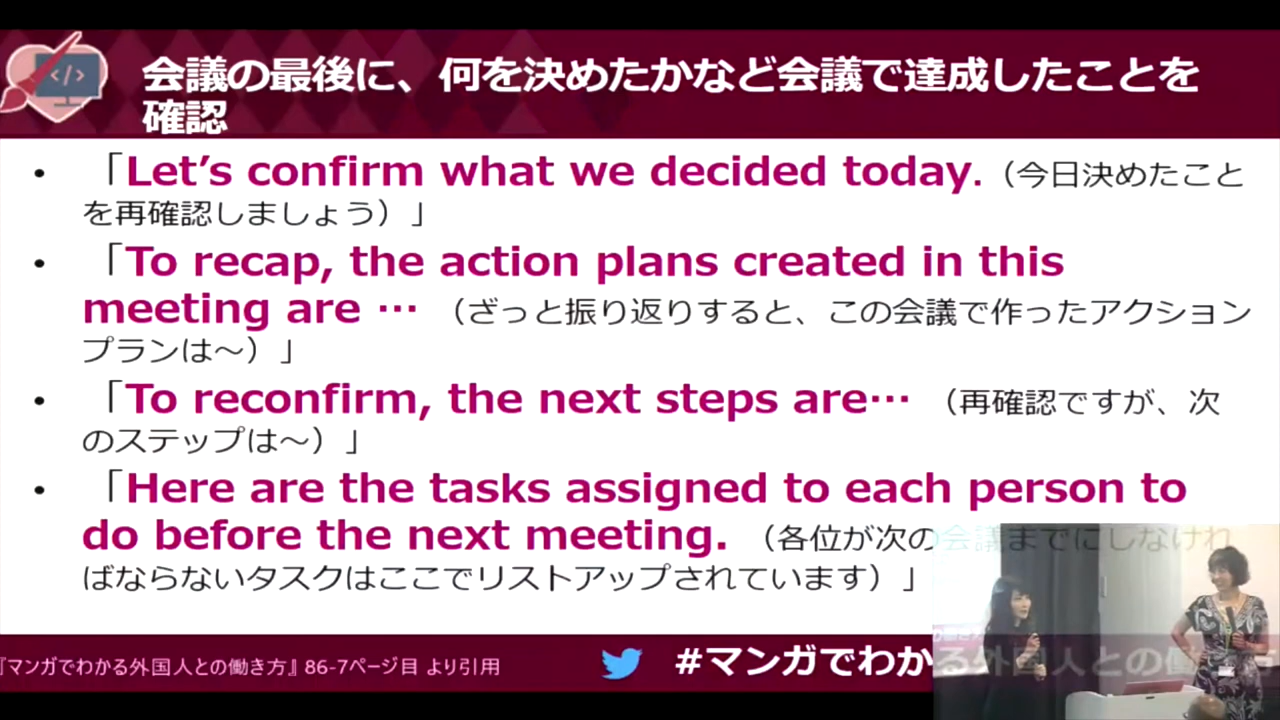 </>
会議の最後に、何を決めたかなど会議で達成したことを
確認
• 「Let’s confirm what we decided today.（今日決めたこと
を再確認しましょう）」
• 「To recap, the action plans created in this
meeting are … （ざっと振り返りすると、この会議で作ったアクション
プランは～）」
• 「To reconfirm, the next steps are… （再確認ですが、次
のステップは～）」
• 「Here are the tasks assigned to each person to
do before the next meeting. （各位が次の会議までにしなけれ
ばならないタスクはここでリストアップされています）」
『マンガでわかる外国人との働き方』 86-7ページ目 より引用
#マンガでわかる外国人との働き方